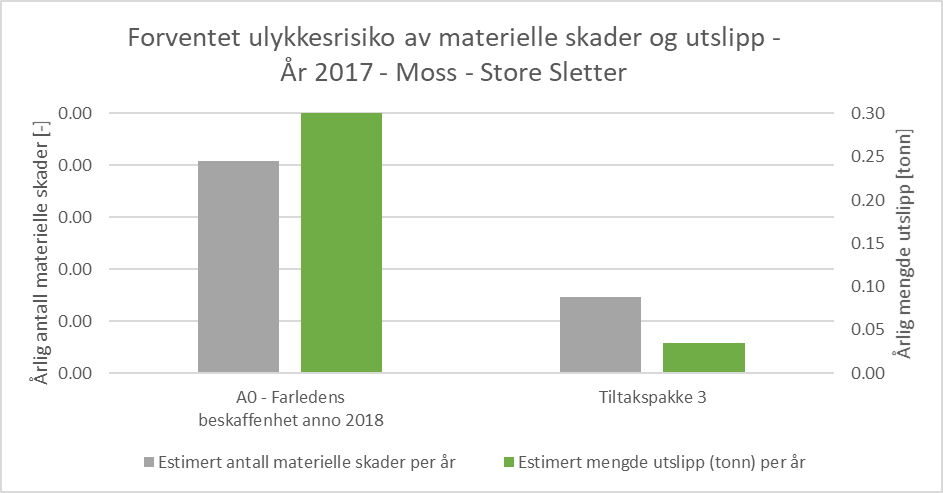 Forventet ulykkesrisiko av materielle skader og utslipp -
År 2017 - Moss - Store Sletter
Årlig antall materielle skader [-]
0.00
0.00
0.00
0.00
0.00
0.00
0.30
0.25
0.20
0.15
0.10
0.05
0.00
Årlig mengde utslipp [tonn]
A0 - Farledens
beskaffenhet anno 2018
Tiltakspakke 3
Estimert antall materielle skader per år
Estimert mengde utslipp (tonn) per år